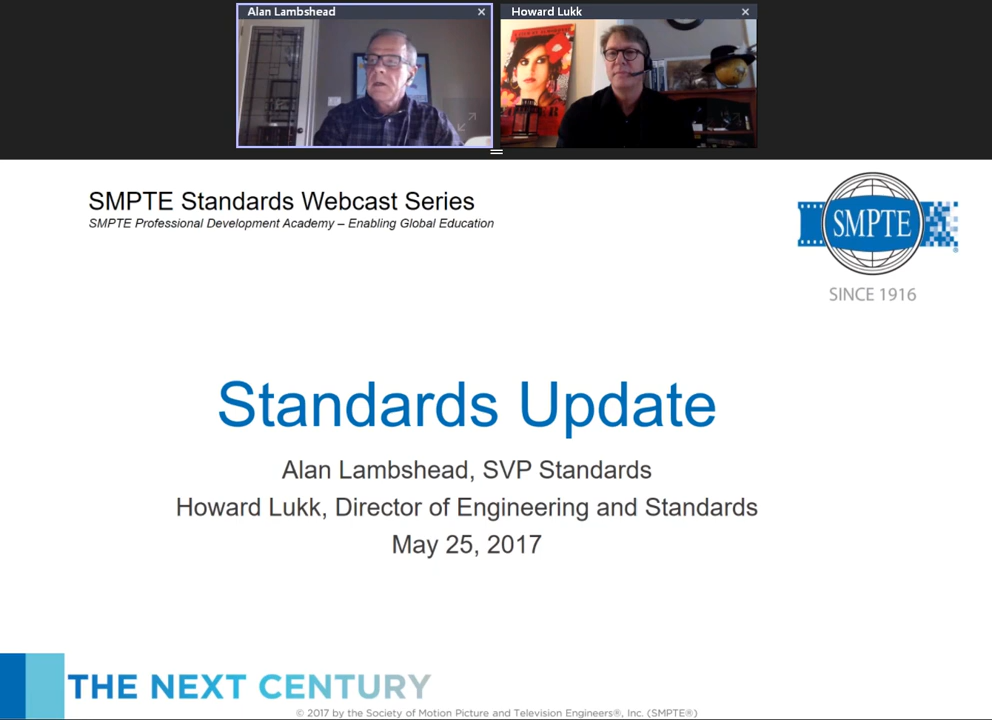 Alan Lambshead
Howard Lukk
SMPTE Standards Webcast Series
SMPTE Professional Development Academy – Enabling Global Education
SMPTE
SINCE 1916
Standards Update
Alan Lambshead, SVP Standards
Howard Lukk, Director of Engineering and Standards
May 25, 2017
THE NEXT CENTURY
© 2017 by the Society of Motion Picture and Television Engineers®, Inc. (SMPTE®)